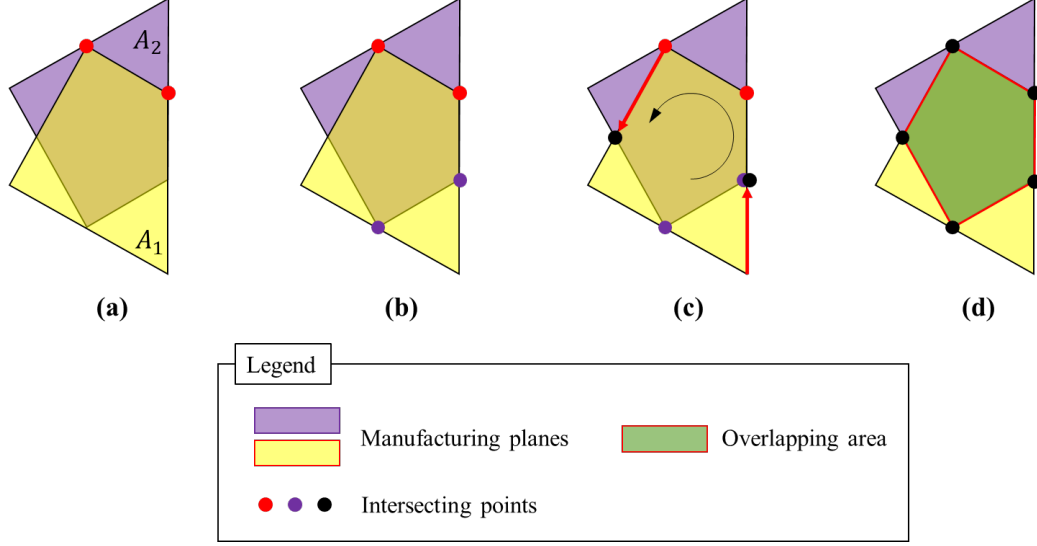 A₂
A₁
(a) (b) (c) (d)
Legend
Manufacturing planes
Overlapping area
Intersecting points